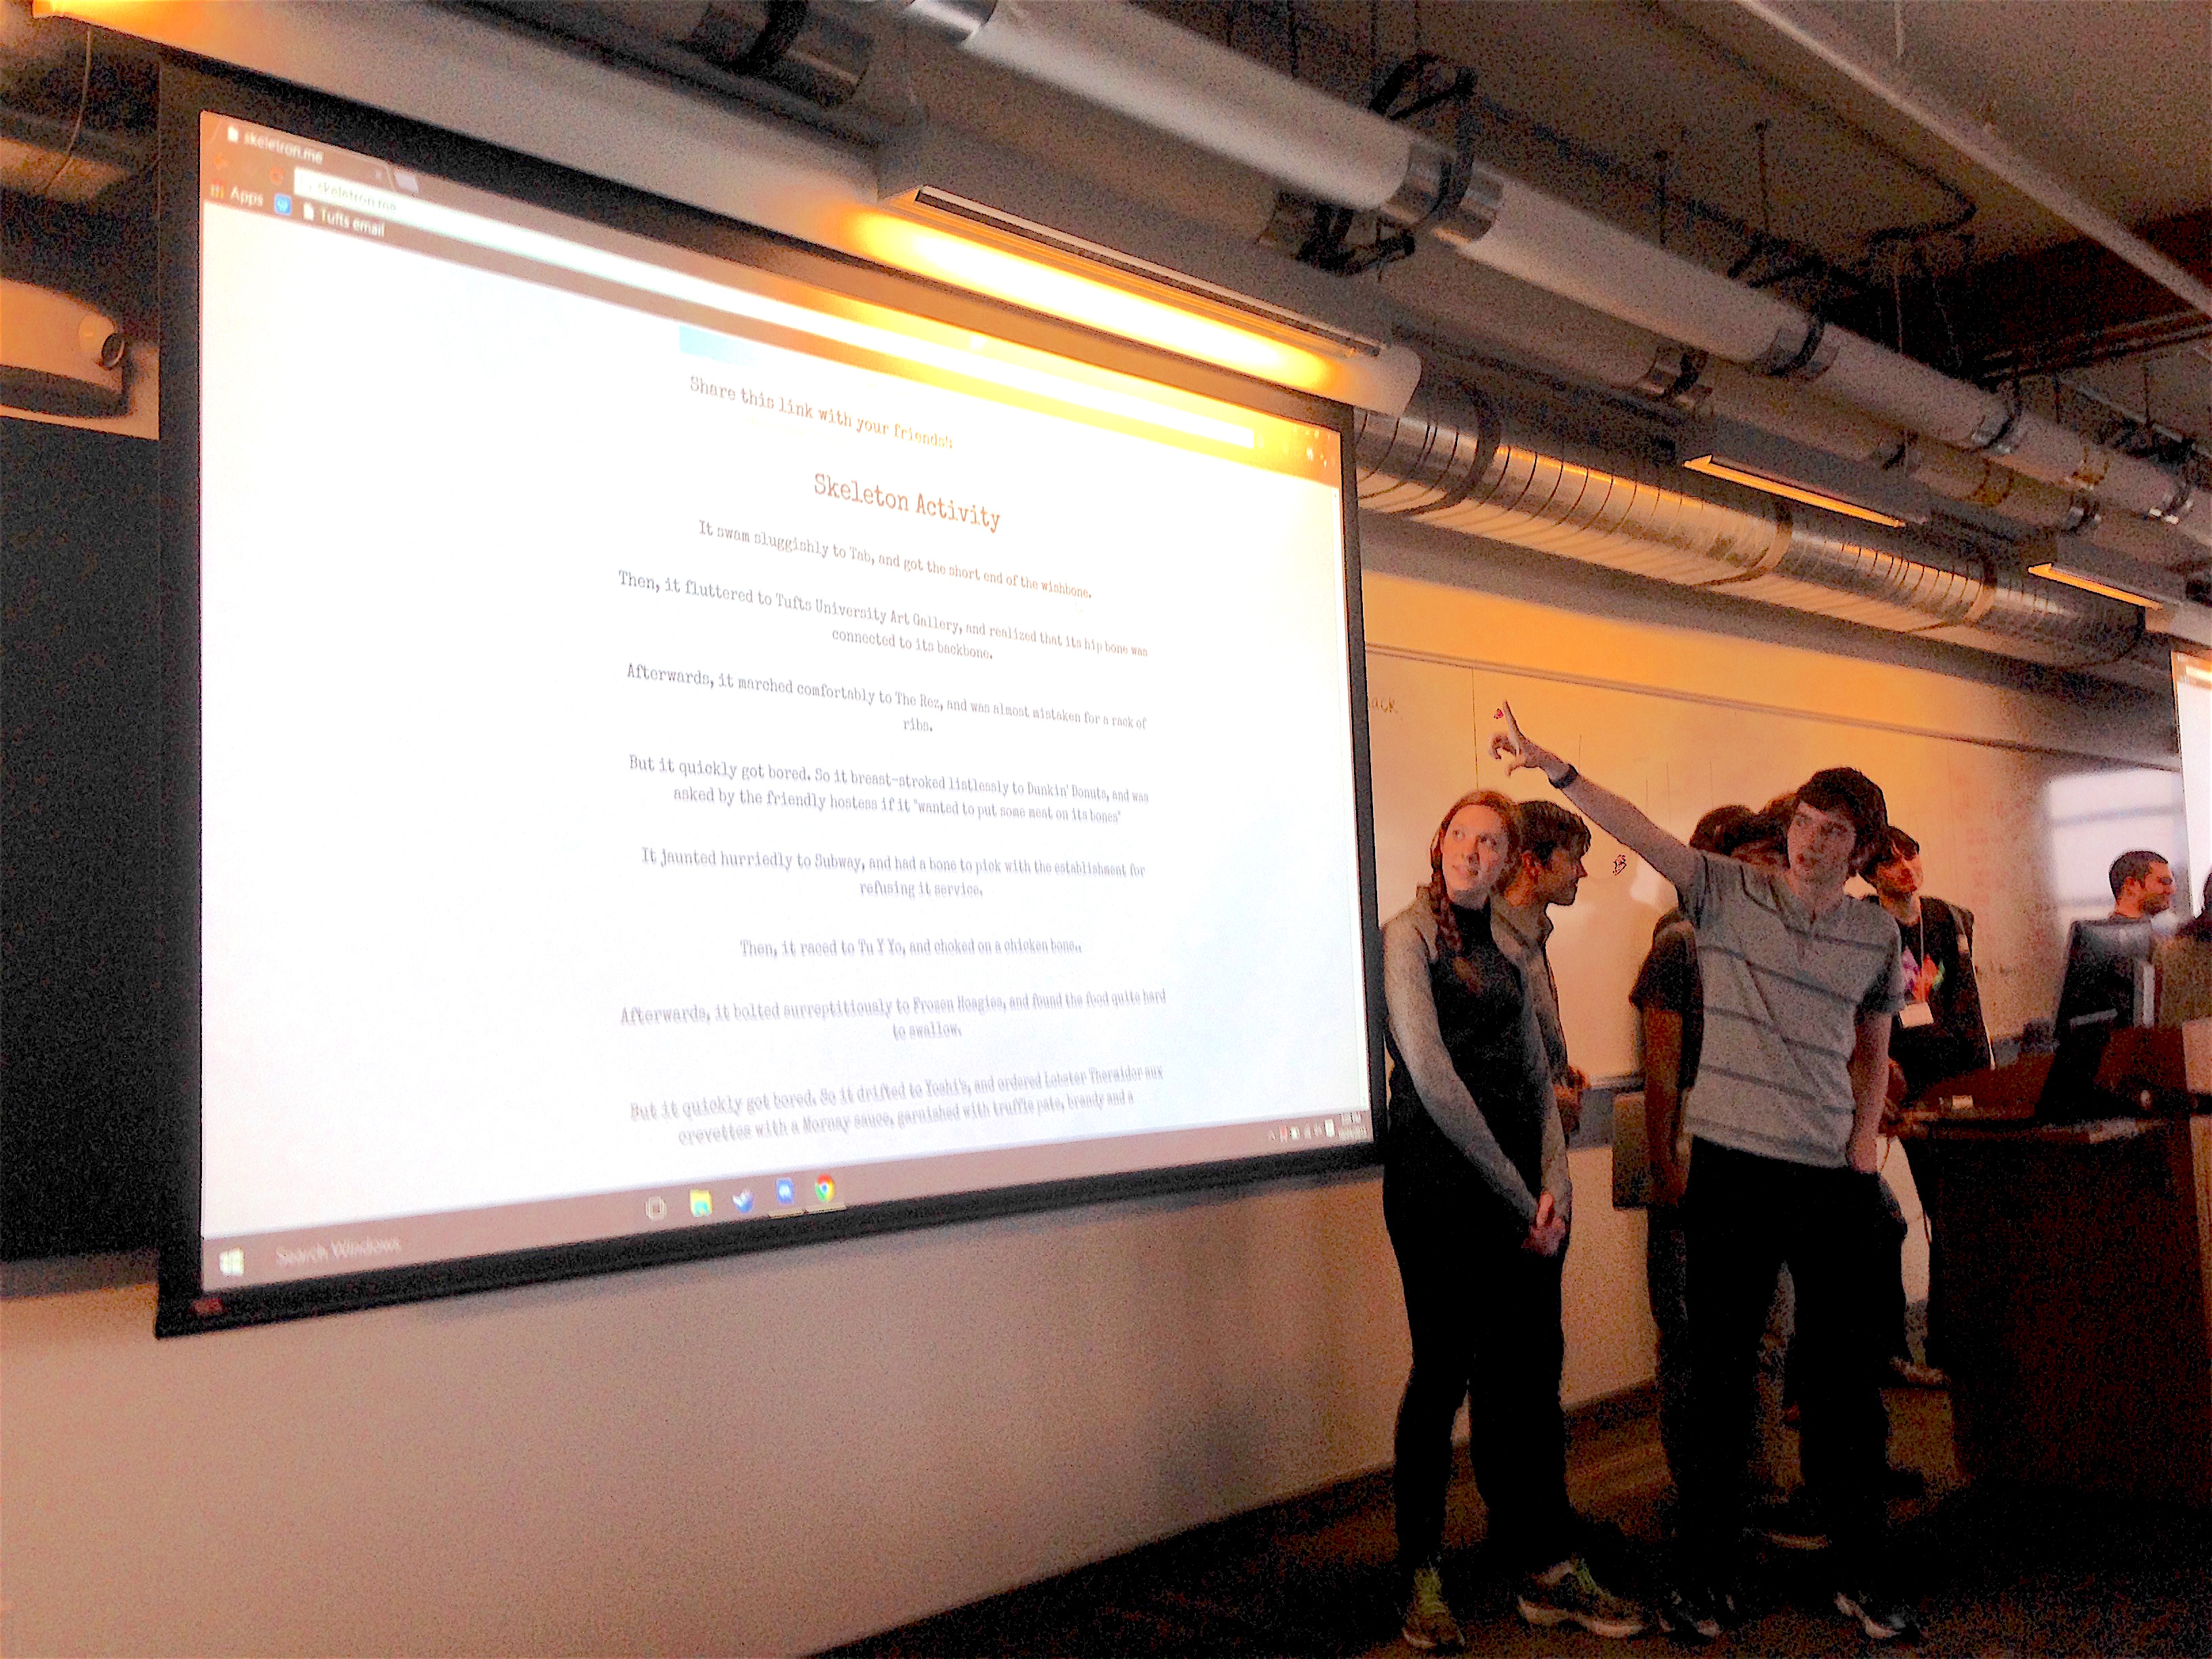 skeletron.me
skeletron.me
Apps
Tufts email
Share this link with your friends!:
Skeleton Activity
It swam sluggishly to Tab, and got the short end of the wishbone.
Then, it fluttered to Tufts University Art Gallery, and realized that its hip bone was
connected to its backbone.
Afterwards, it marched comfortably to The Rez, and was almost mistaken for a rack of
ribs.
But it quickly got bored. So it breast-stroked listlessly to Dunkin' Donuts, and was
asked by the friendly hostess if it "wanted to put some meat on its bones"
It jaunted hurriedly to Subway, and had a bone to pick with the establishment for
refusing it service.
Then, it raced to Tu Y Yo, and choked on a chicken bone..
Afterwards, it bolted surreptitiously to Frozen Hoagies, and found the food quite hard
to swallow.
But it quickly got bored. So it drifted to Yoshi's, and ordered Lobster Thermidor aux
crevettes with a Mornay sauce, garnished with truffle pate, brandy and a
Search Windows